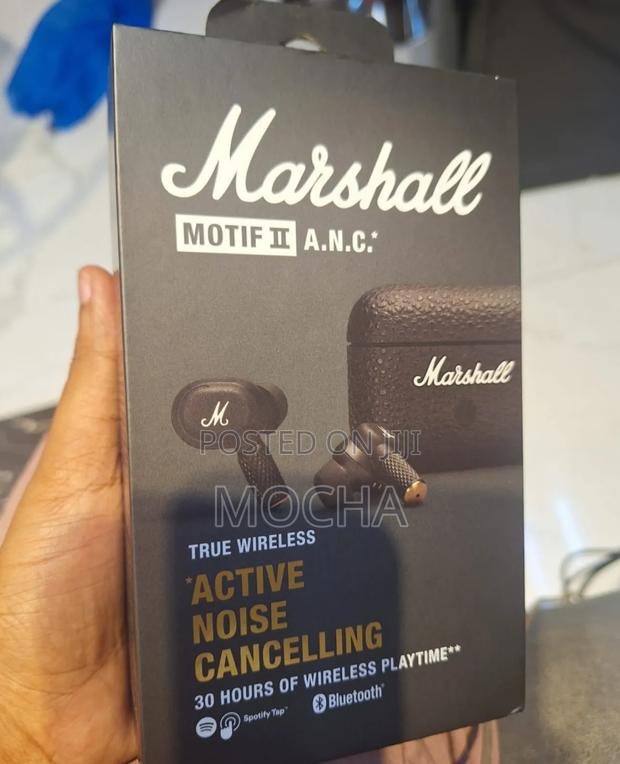 Marshall
MOTIF II A.N.C.*
Marshall
M
POSTED ON JIJI
MOCHA
TRUE WIRELESS
*ACTIVE
NOISE
CANCELLING
30 HOURS OF WIRELESS PLAYTIME**
Spotify Tap™ Bluetooth®